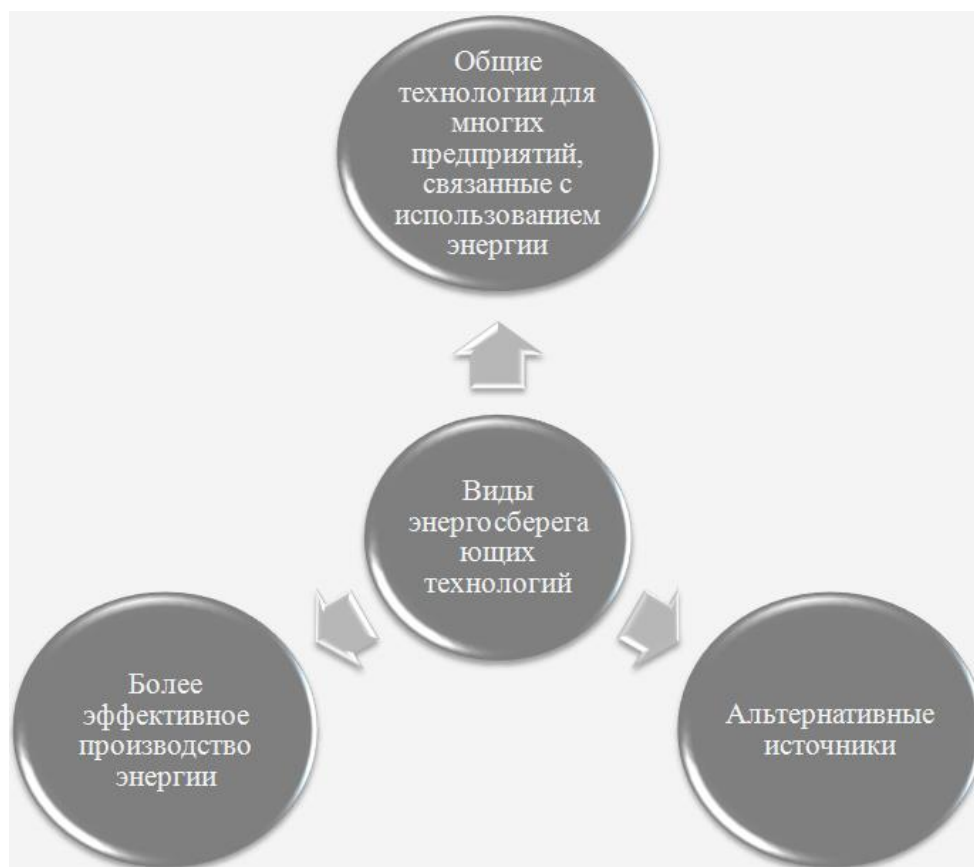 Общие
технологии для
многих
предприятий,
связанные с
использованием
энергии
Виды
энергосберега
ющих
технологий
Более
эффективное
производство
энергии
Альтернативные
источники